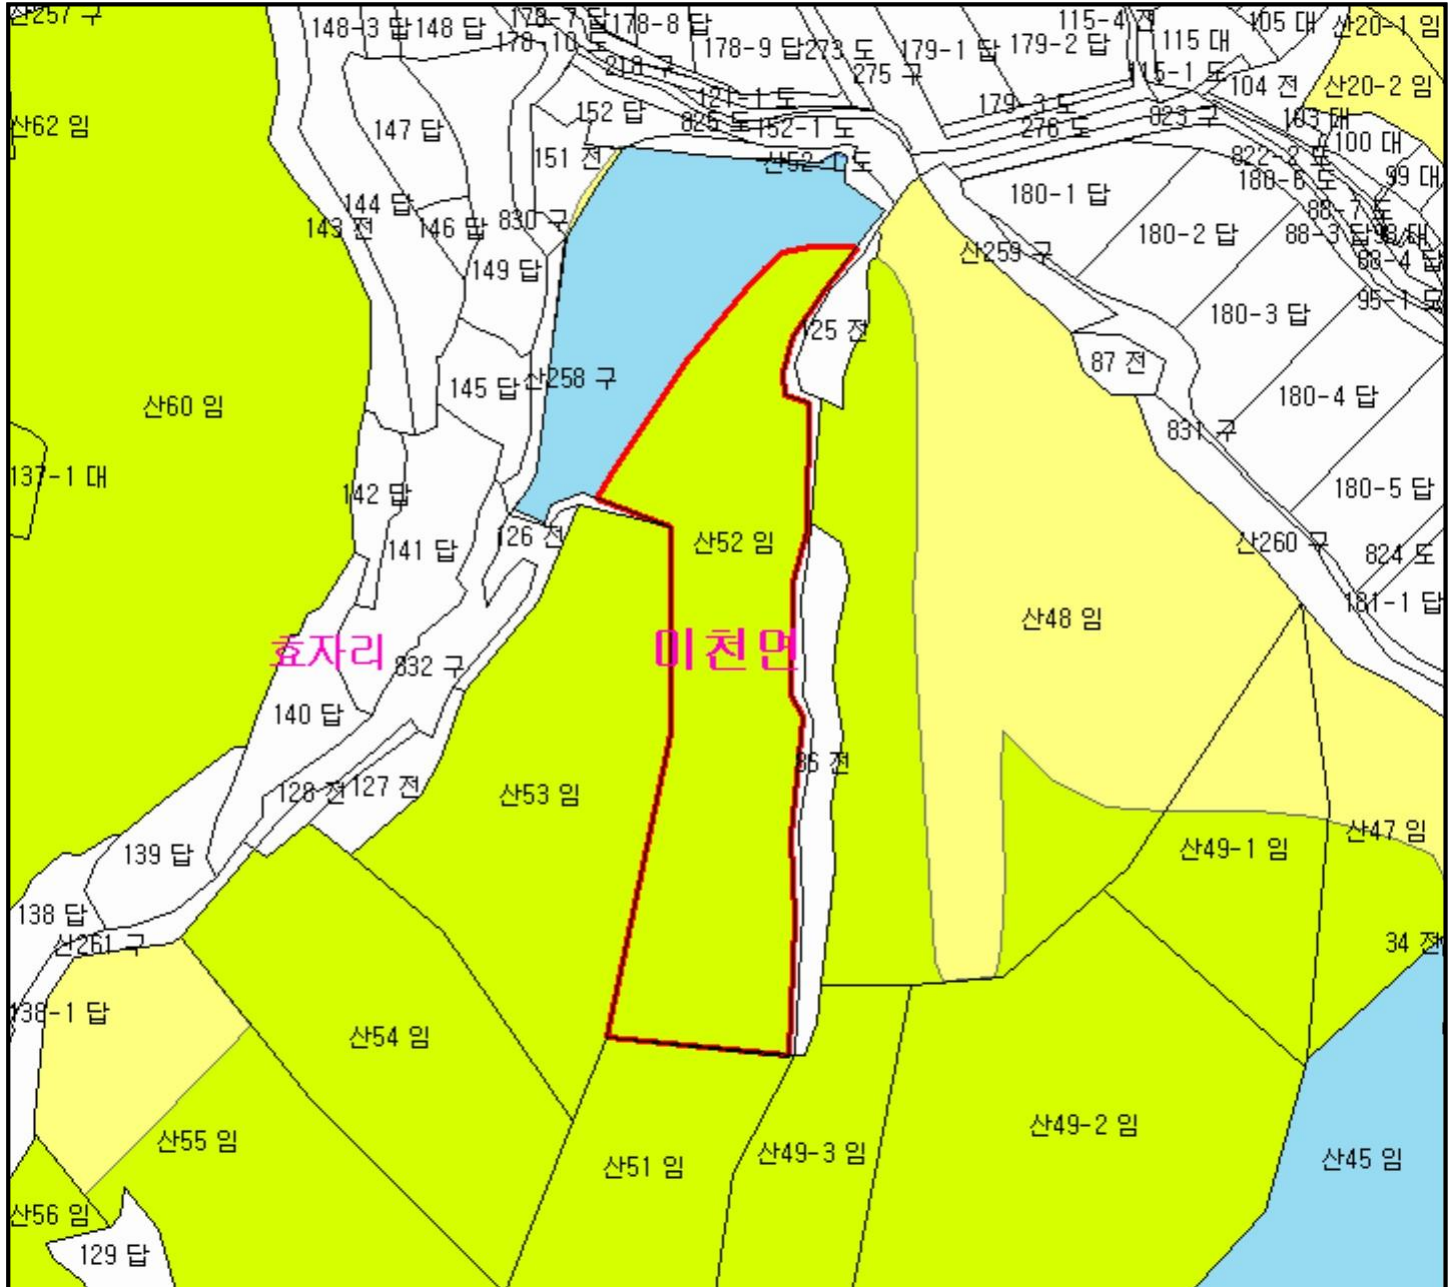 산257 구
148-3 답
148 답
178-7 답
178-8 답
115-4 전
105 대
산20-1 임
178-10 도
178-9 답
273 도
179-1 답
179-2 답
115 대
218 구
275 구
115-1 도
104 전
산20-2 임
121-1 도
179-3 도
산62 임
147 답
152 답
825 도
152-1 도
276 도
823 구
103 대
100 대
151 전
산52-1 도
822-2 도
99 대
180-6 도
144 답
180-1 답
88-7 도
143 전
146 답
830 구
180-2 답
88-3 답
산259 구
88-4 답
149 답
95-1 도
180-3 답
125 전
87 전
145 답
산258 구
180-4 답
산60 임
831 구
137-1 대
142 답
180-5 답
126 전
산52 임
산260 구
141 답
824 도
181-1 답
산48 임
효자리
미천면
832 구
140 답
86 전
128 전
127 전
산53 임
산47 임
139 답
산49-1 임
138 답
산261 구
34 전
138-1 답
산54 임
산55 임
산49-2 임
산51 임
산49-3 임
산45 임
산56 임
129 답